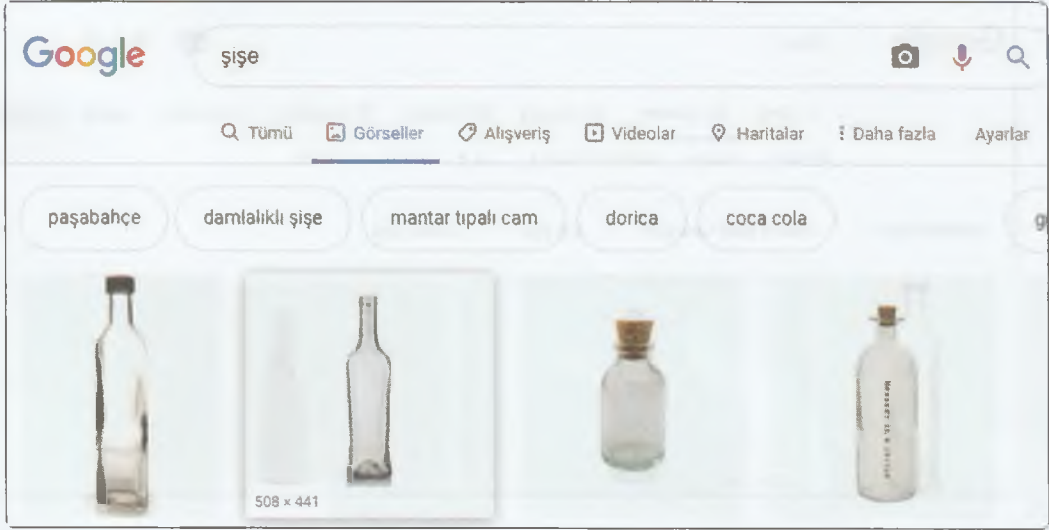 Google şişe
Tümü Görseller Alışveriş Videolar Haritalar Daha fazla Ayarlar
paşabahçe damlalıklı şişe mantar tıpalı cam dorica coca cola
508 × 441